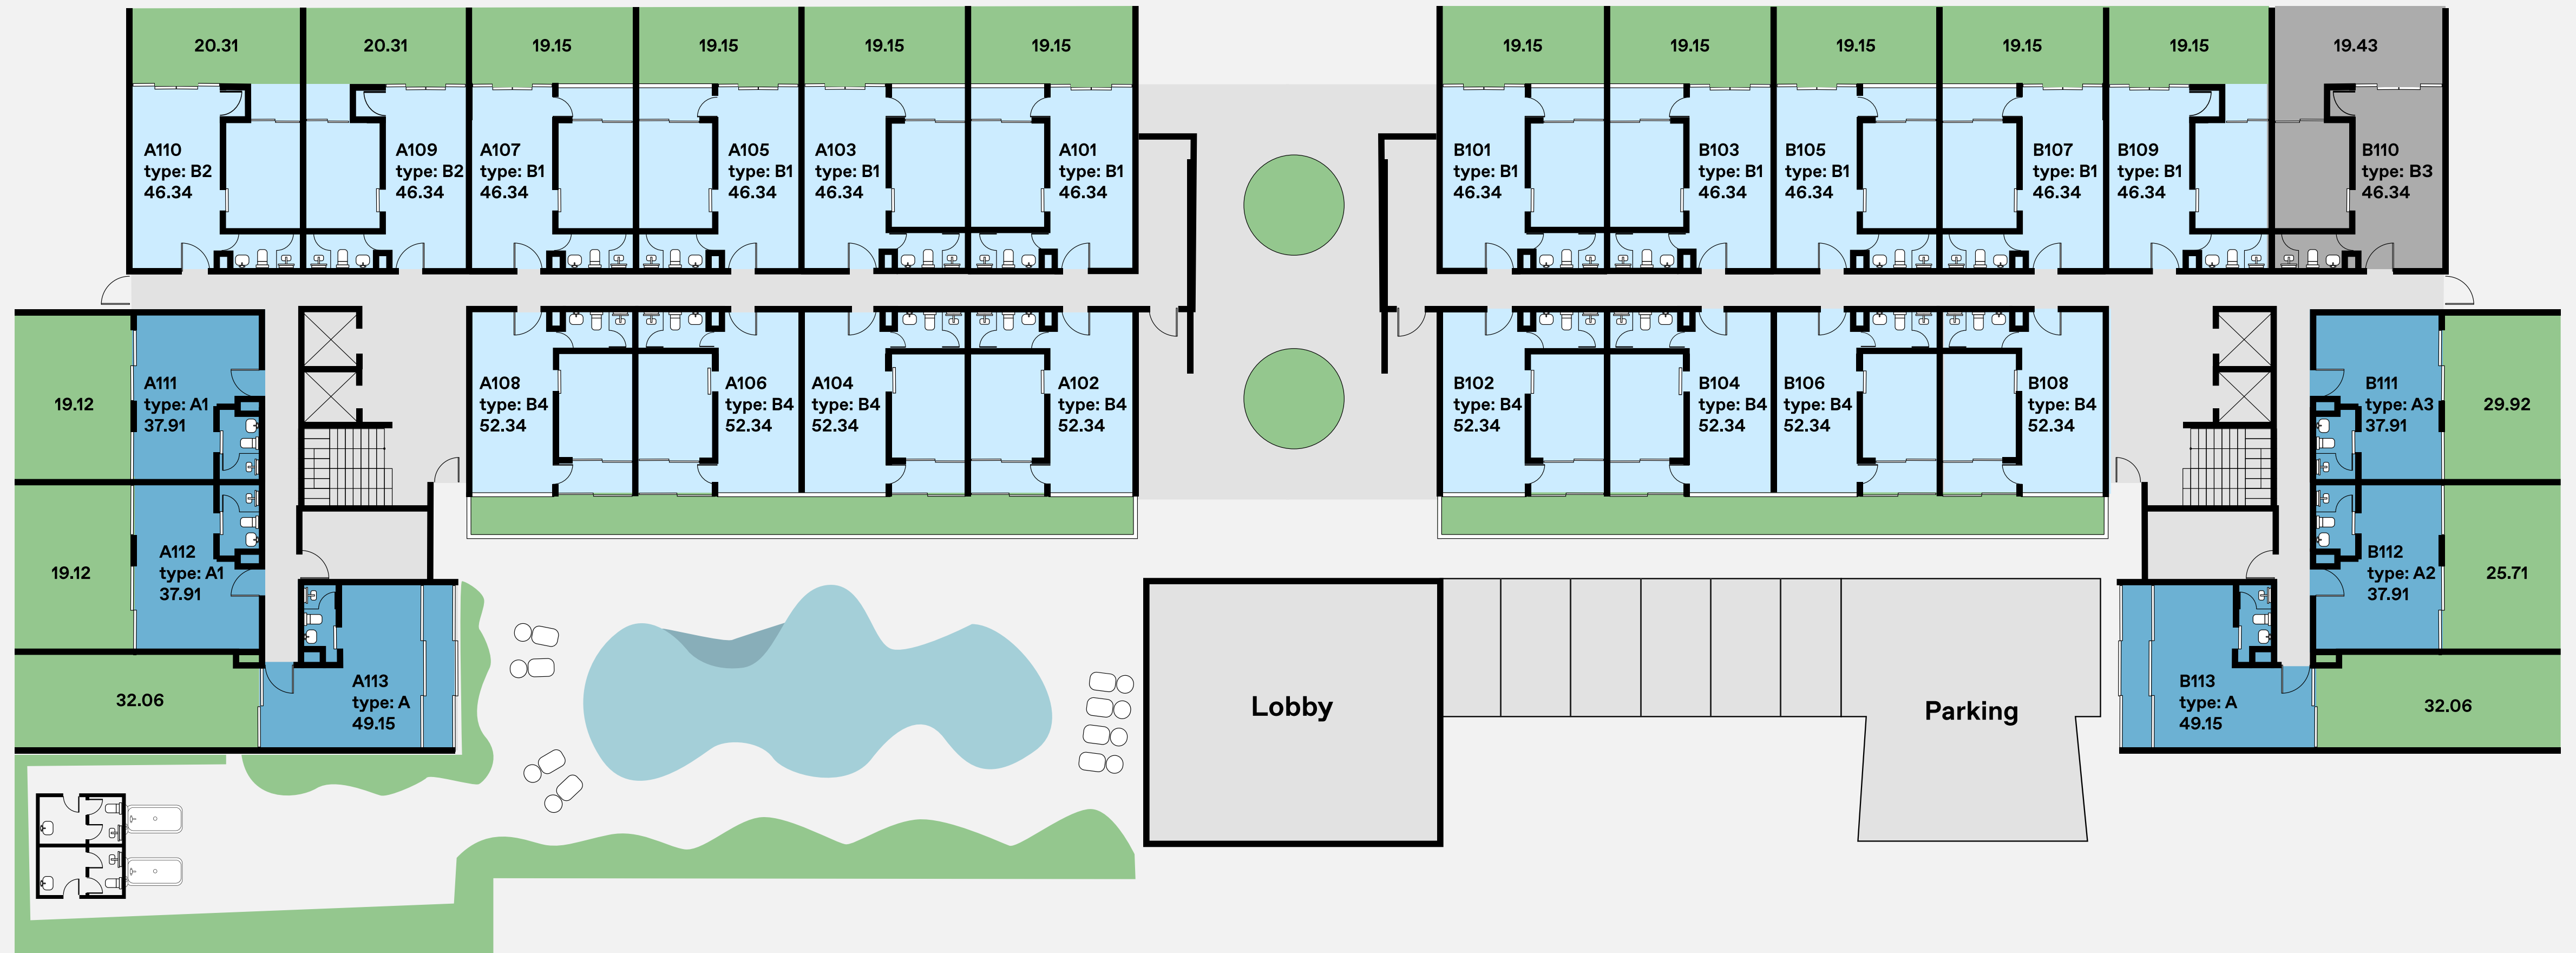 20.31
20.31
19.15
19.15
19.15
19.15
19.15
19.15
19.15
19.15
19.15
19.43
A110
type: B2
46.34
A109
type: B2
46.34
A107
type: B1
46.34
A105
type: B1
46.34
A103
type: B1
46.34
A101
type: B1
46.34
B101
type: B1
46.34
B103
type: B1
46.34
B105
type: B1
46.34
B107
type: B1
46.34
B109
type: B1
46.34
B110
type: B3
46.34
19.12
A111
type: A1
37.91
A108
type: B4
52.34
A106
type: B4
52.34
A104
type: B4
52.34
A102
type: B4
52.34
B102
type: B4
52.34
B104
type: B4
52.34
B106
type: B4
52.34
B108
type: B4
52.34
B111
type: A3
37.91
29.92
19.12
A112
type: A1
37.91
B112
type: A2
37.91
25.71
32.06
A113
type: A
49.15
Lobby
Parking
B113
type: A
49.15
32.06